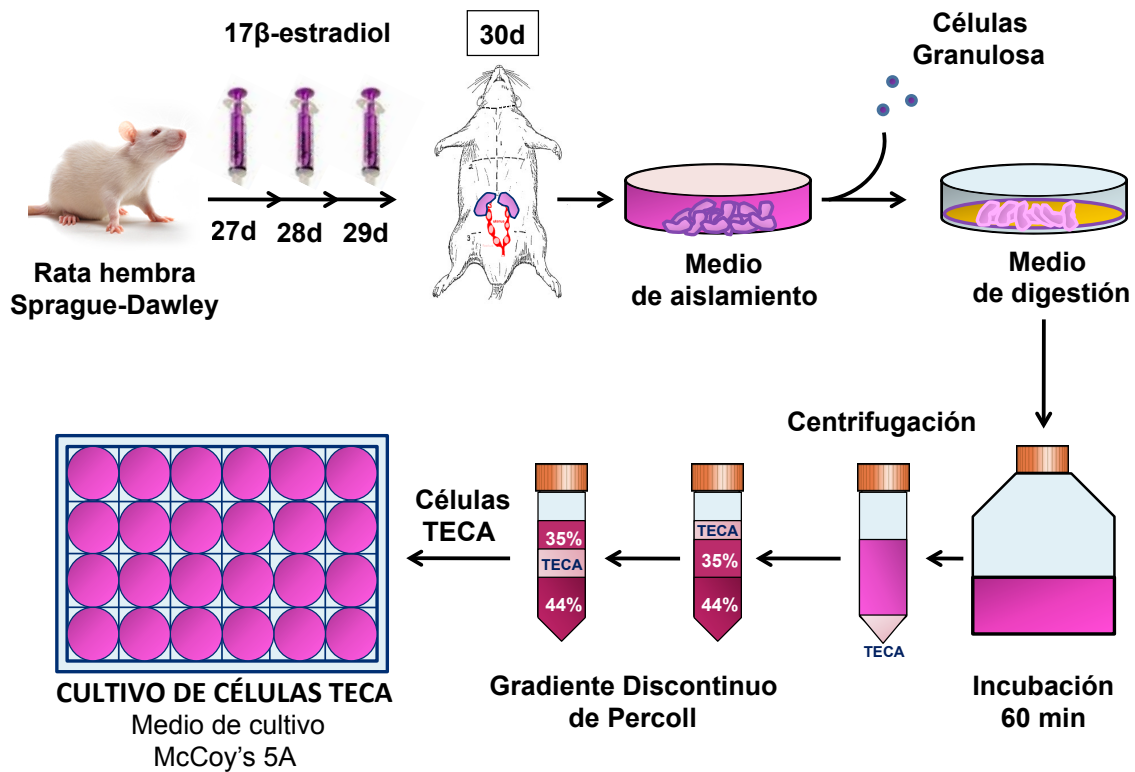 17β-estradiol
27d
28d
29d
Rata hembra
Sprague-Dawley
30d
Células
Granulosa
Medio
de aislamiento
Medio
de digestión
Incubación
60 min
Centrifugación
TECA
TECA
35%
44%
35%
TECA
44%
Gradiente Discontinuo
de Percoll
Células
TECA
CULTIVO DE CÉLULAS TECA
Medio de cultivo
McCoy's 5A